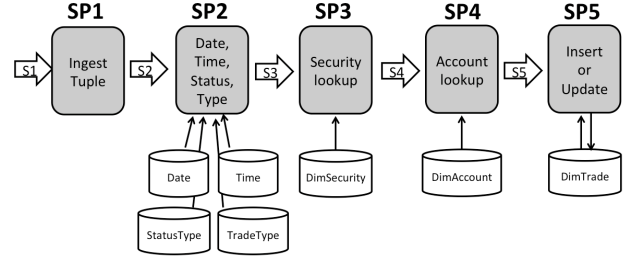 SP1
SP2
SP3
SP4
SP5
S1
Ingest
Tuple
S2
Date,
Time,
Status,
Type
S3
Security
lookup
S4
Account
lookup
S5
Insert
or
Update
Date
Time
DimSecurity
DimAccount
DimTrade
StatusType
TradeType